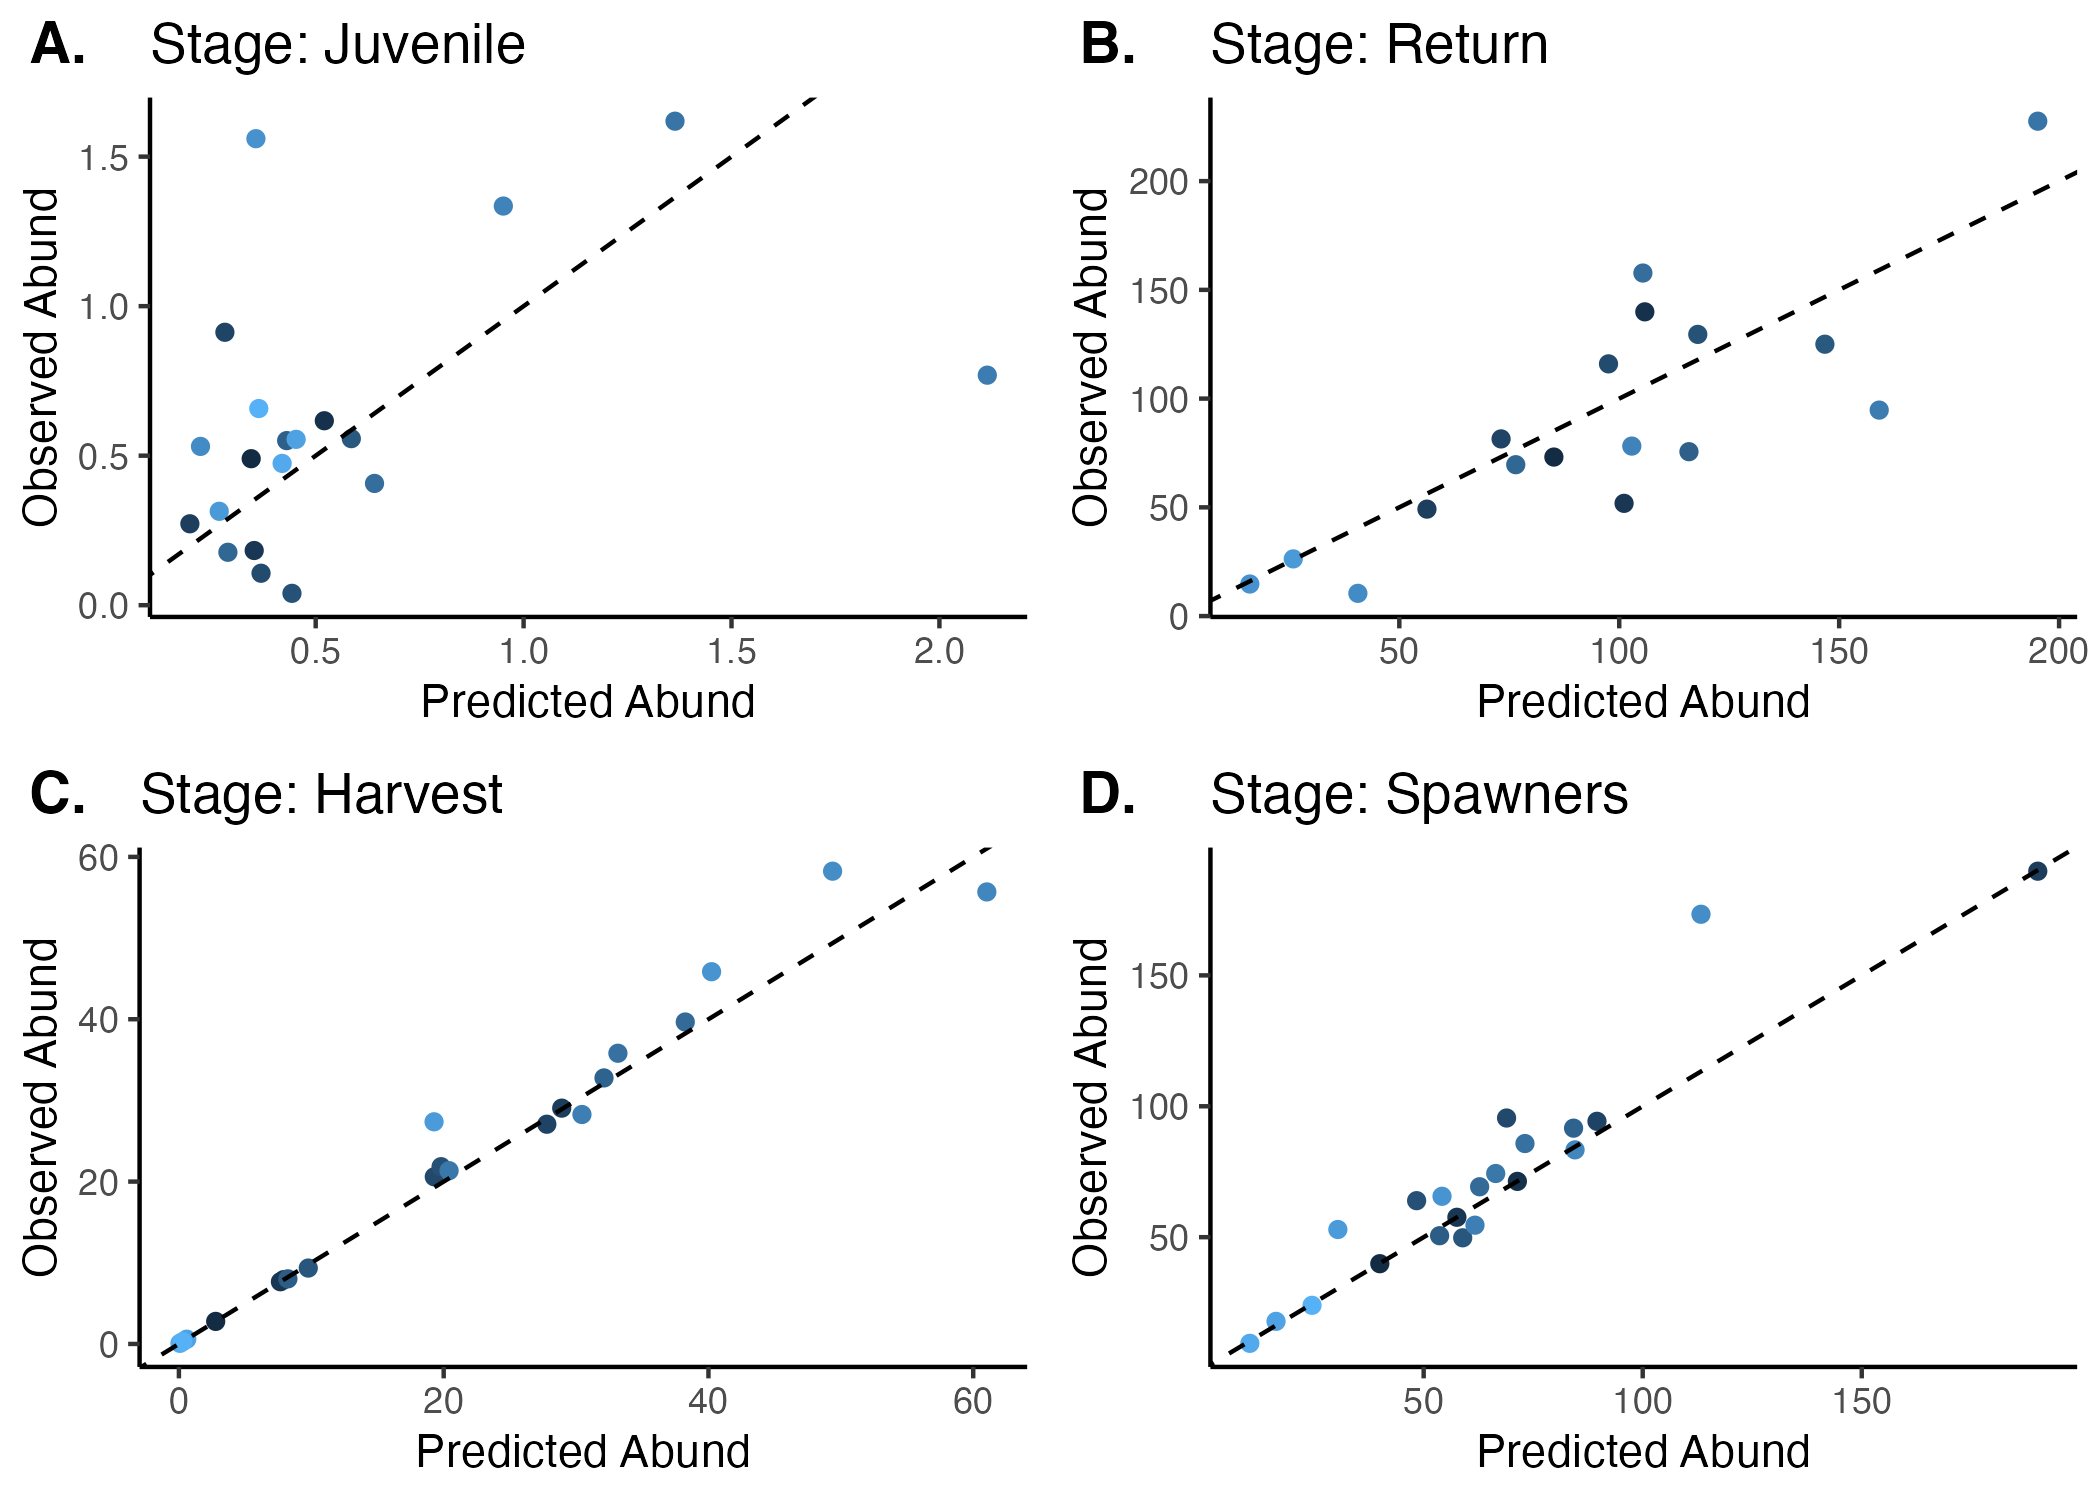 A. Stage: Juvenile
Observed Abund
1.5
1.0
0.5
0.0
0.5 1.0 1.5 2.0
Predicted Abund
B. Stage: Return
Observed Abund
200
150
100
50
0
50 100 150 200
Predicted Abund
C. Stage: Harvest
Observed Abund
60
40
20
0
0 20 40 60
Predicted Abund
D. Stage: Spawners
Observed Abund
150
100
50
50 100 150
Predicted Abund